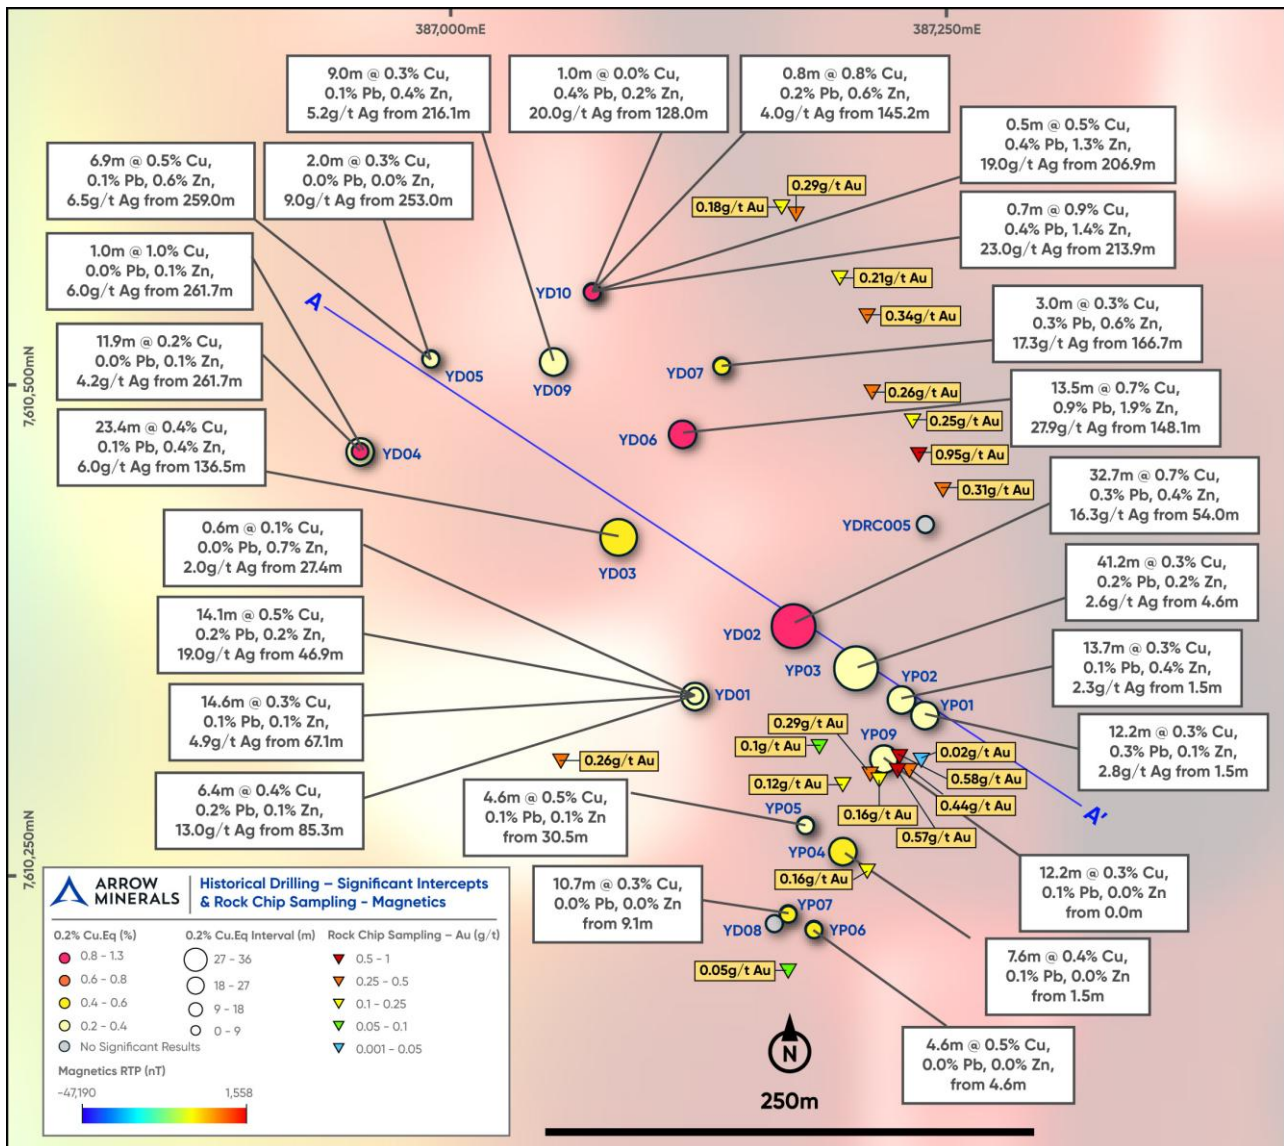 387,000mE
387,250mE
9.0m @ 0.3% Cu,
0.1% Pb, 0.4% Zn,
5.2g/t Ag from 216.1m
1.0m @ 0.0% Cu,
0.4% Pb, 0.2% Zn,
20.0g/t Ag from 128.0m
0.8m @ 0.8% Cu,
0.2% Pb, 0.6% Zn,
4.0g/t Ag from 145.2m
0.5m @ 0.5% Cu,
0.4% Pb, 1.3% Zn,
19.0g/t Ag from 206.9m
6.9m @ 0.5% Cu,
0.1% Pb, 0.6% Zn,
6.5g/t Ag from 259.0m
2.0m @ 0.3% Cu,
0.0% Pb, 0.0% Zn,
9.0g/t Ag from 253.0m
0.29g/t Au
0.18g/t Au
0.7m @ 0.9% Cu,
0.4% Pb, 1.4% Zn,
23.0g/t Ag from 213.9m
1.0m @ 1.0% Cu,
0.0% Pb, 0.1% Zn,
6.0g/t Ag from 261.7m
A
YD10
0.21g/t Au
0.34g/t Au
3.0m @ 0.3% Cu,
0.3% Pb, 0.6% Zn,
17.3g/t Ag from 166.7m
11.9m @ 0.2% Cu,
0.0% Pb, 0.1% Zn,
4.2g/t Ag from 261.7m
YD05
YD09
YD07
7,610,500mN
0.26g/t Au
0.25g/t Au
13.5m @ 0.7% Cu,
0.9% Pb, 1.9% Zn,
27.9g/t Ag from 148.1m
23.4m @ 0.4% Cu,
0.1% Pb, 0.4% Zn,
6.0g/t Ag from 136.5m
YD04
YD06
0.95g/t Au
0.31g/t Au
32.7m @ 0.7% Cu,
0.3% Pb, 0.4% Zn,
16.3g/t Ag from 54.0m
YDRC005
YD03
0.6m @ 0.1% Cu,
0.0% Pb, 0.7% Zn,
2.0g/t Ag from 27.4m
41.2m @ 0.3% Cu,
0.2% Pb, 0.2% Zn,
2.6g/t Ag from 4.6m
14.1m @ 0.5% Cu,
0.2% Pb, 0.2% Zn,
19.0g/t Ag from 46.9m
YD02
YP03
YP02
YP01
13.7m @ 0.3% Cu,
0.1% Pb, 0.4% Zn,
2.3g/t Ag from 1.5m
YD01
14.6m @ 0.3% Cu,
0.1% Pb, 0.1% Zn,
4.9g/t Ag from 67.1m
12.2m @ 0.3% Cu,
0.3% Pb, 0.1% Zn,
2.8g/t Ag from 1.5m
0.29g/t Au
YP09
0.1g/t Au
0.02g/t Au
0.26g/t Au
0.12g/t Au
0.58g/t Au
0.44g/t Au
0.16g/t Au
0.57g/t Au
A'
6.4m @ 0.4% Cu,
0.2% Pb, 0.1% Zn,
13.0g/t Ag from 85.3m
4.6m @ 0.5% Cu,
0.1% Pb, 0.1% Zn
from 30.5m
YP05
YP04
0.16g/t Au
7,610,250mN
12.2m @ 0.3% Cu,
0.1% Pb, 0.0% Zn
from 0.0m
10.7m @ 0.3% Cu,
0.0% Pb, 0.0% Zn
from 9.1m
YP07
YD08
YP06
0.05g/t Au
7.6m @ 0.4% Cu,
0.1% Pb, 0.0% Zn
from 1.5m
4.6m @ 0.5% Cu,
0.0% Pb, 0.0% Zn,
from 4.6m
N
250m
ARROW
MINERALS
Historical Drilling – Significant Intercepts
& Rock Chip Sampling - Magnetics
0.2% Cu.Eq (%)
0.8 - 1.3
0.6 - 0.8
0.4 - 0.6
0.2 - 0.4
No Significant Results
0.2% Cu.Eq Interval (m)
27 - 36
18 - 27
9 - 18
0 - 9
Rock Chip Sampling – Au (g/t)
0.5 - 1
0.25 - 0.5
0.1 - 0.25
0.05 - 0.1
0.001 - 0.05
Magnetics RTP (nT)
-47,190
1,558